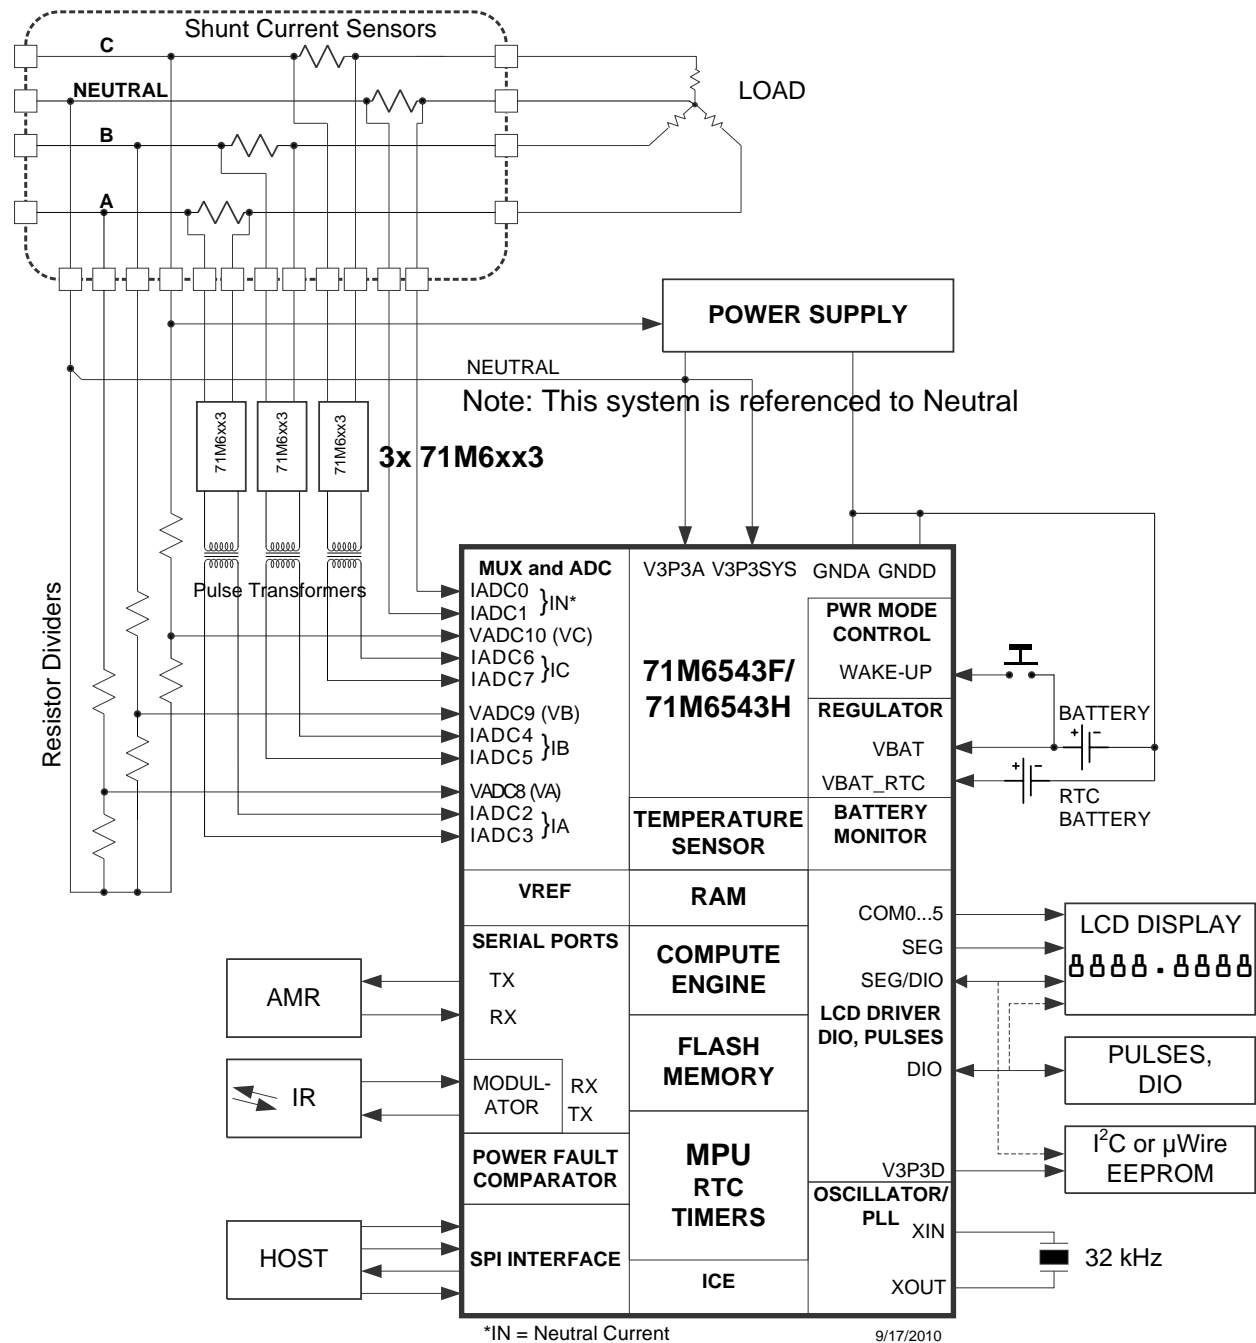 Shunt Current Sensors
C
NEUTRAL
B
A
LOAD
POWER SUPPLY
NEUTRAL
Note: This system is referenced to Neutral
71M6xx3
71M6xx3
71M6xx3
3x 71M6xx3
Pulse Transformers
Resistor Dividers
MUX and ADC
IADC0
IADC1
}IN*
VADC10 (VC)
IADC6
IADC7
}IC
VADC9 (VB)
IADC4
IADC5
}IB
VADC8 (VA)
IADC2
IADC3
}IA
V3P3A V3P3SYS GNDA GNDD
71M6543F/
71M6543H
PWR MODE
CONTROL
WAKE-UP
REGULATOR
VBAT
VBAT_RTC
BATTERY
+ -
+ -
RTC
BATTERY
TEMPERATURE
SENSOR
BATTERY
MONITOR
VREF
RAM
SERIAL PORTS
TX
RX
AMR
COMPUTE
ENGINE
COM0...5
SEG
SEG/DIO
LCD DRIVER
DIO, PULSES
DIO
LCD DISPLAY
8888.8888
FLASH
MEMORY
IR
MODUL-
ATOR
RX
TX
PULSES,
DIO
POWER FAULT
COMPARATOR
MPU
RTC
TIMERS
V3P3D
I²C or µWire
EEPROM
OSCILLATOR/
PLL
XIN
XOUT
32 kHz
HOST
SPI INTERFACE
ICE
*IN = Neutral Current
9/17/2010